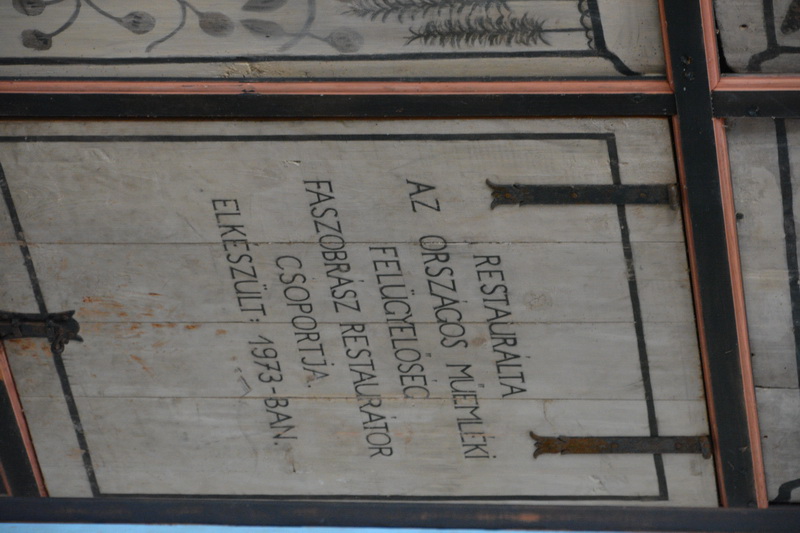 RESTAURÁLTA
AZ ORSZÁGOS MŰEMLÉKI
FELÜGYELŐSÉG
FASZOBRÁSZ RESTAURÁTOR
CSOPORTJA.
ELKÉSZÜLT: 1973-BAN.